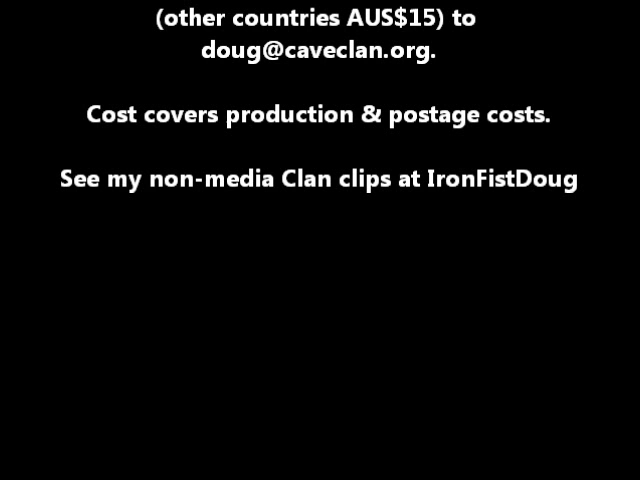 (other countries AUS$15) to
doug@caveclan.org.
Cost covers production & postage costs.
See my non-media Clan clips at IronFistDoug